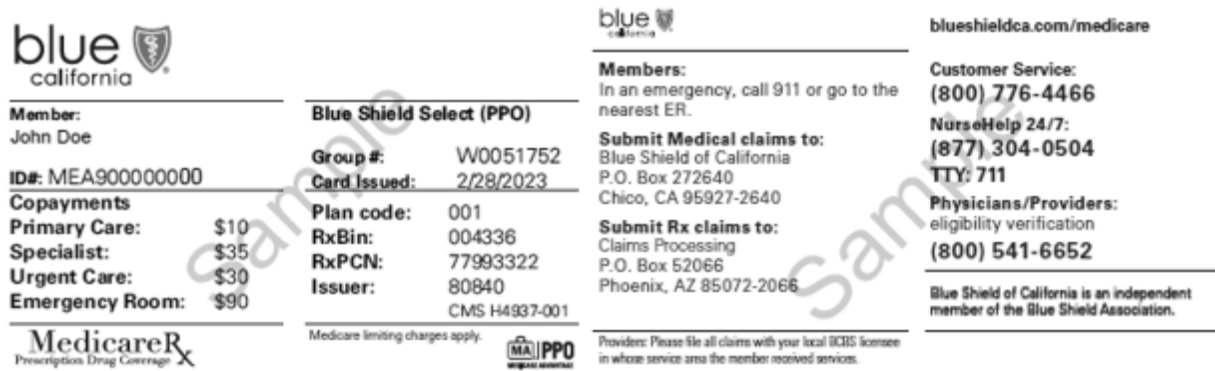 blue
california
Member:
John Doe
ID#: MEA900000000
Copayments
Primary Care: $10
Specialist: $35
Urgent Care: $30
Emergency Room: $90
MedicareRx
Prescription Drug Coverage
Blue Shield Select (PPO)
Group #: W0051752
Card Issued: 2/28/2023
Plan code: 001
RxBin: 004336
RxPCN: 77993322
Issuer: 80840
CMS H4937-001
Medicare limiting charges apply.
MA PPO
MEDICARE ADVANTAGE
Sample
blue
california
Members:
In an emergency, call 911 or go to the
nearest ER.
Submit Medical claims to:
Blue Shield of California
P.O. Box 272640
Chico, CA 95927-2640
Submit Rx claims to:
Claims Processing
P.O. Box 52066
Phoenix, AZ 85072-2066
Providers: Please file all claims with your local BCBS licensee
in whose service area the member received services.
blueshieldca.com/medicare
Customer Service:
(800) 776-4466
NurseHelp 24/7:
(877) 304-0504
TTY: 711
Physicians/Providers:
eligibility verification
(800) 541-6652
Blue Shield of California is an independent
member of the Blue Shield Association.
Sample